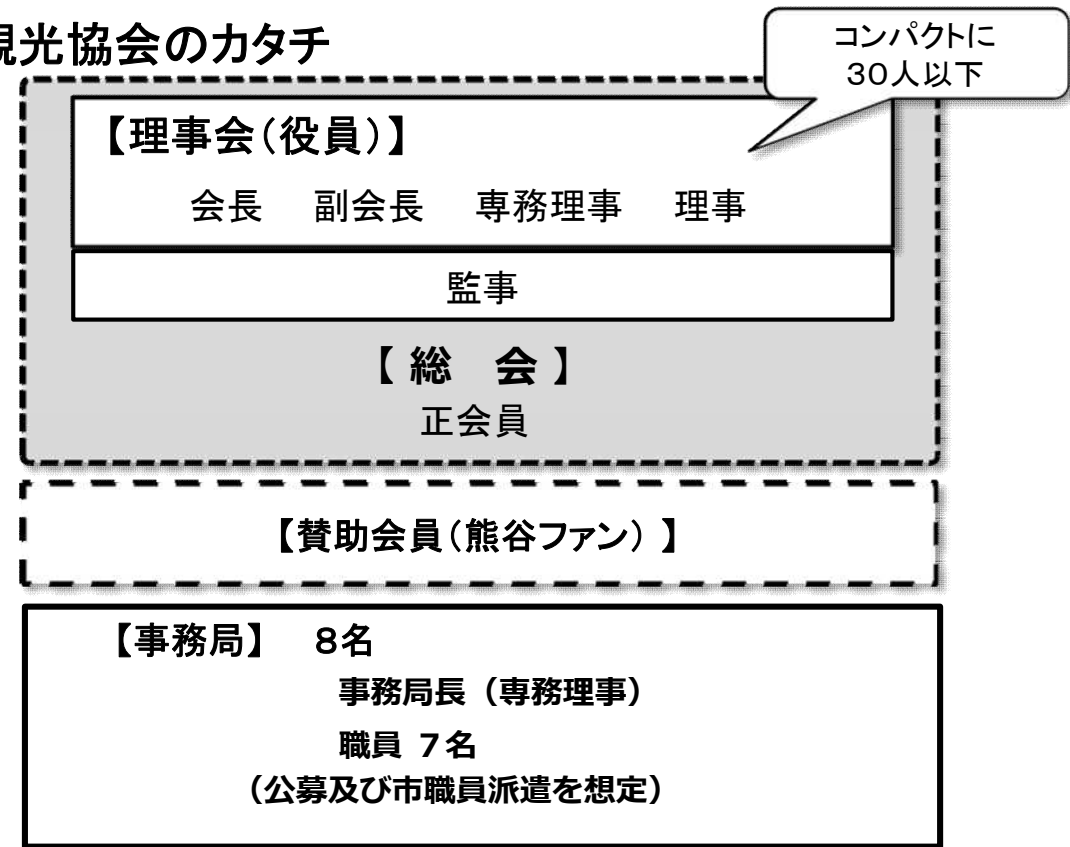 観光協会のカタチ
コンパクトに
30人以下
【理事会(役員)】
会長 副会長 専務理事 理事
監事
【 総 会 】
正会員
【賛助会員(熊谷ファン) 】
【事務局】 8名
事務局長(専務理事)
職員 7名
(公募及び市職員派遣を想定)